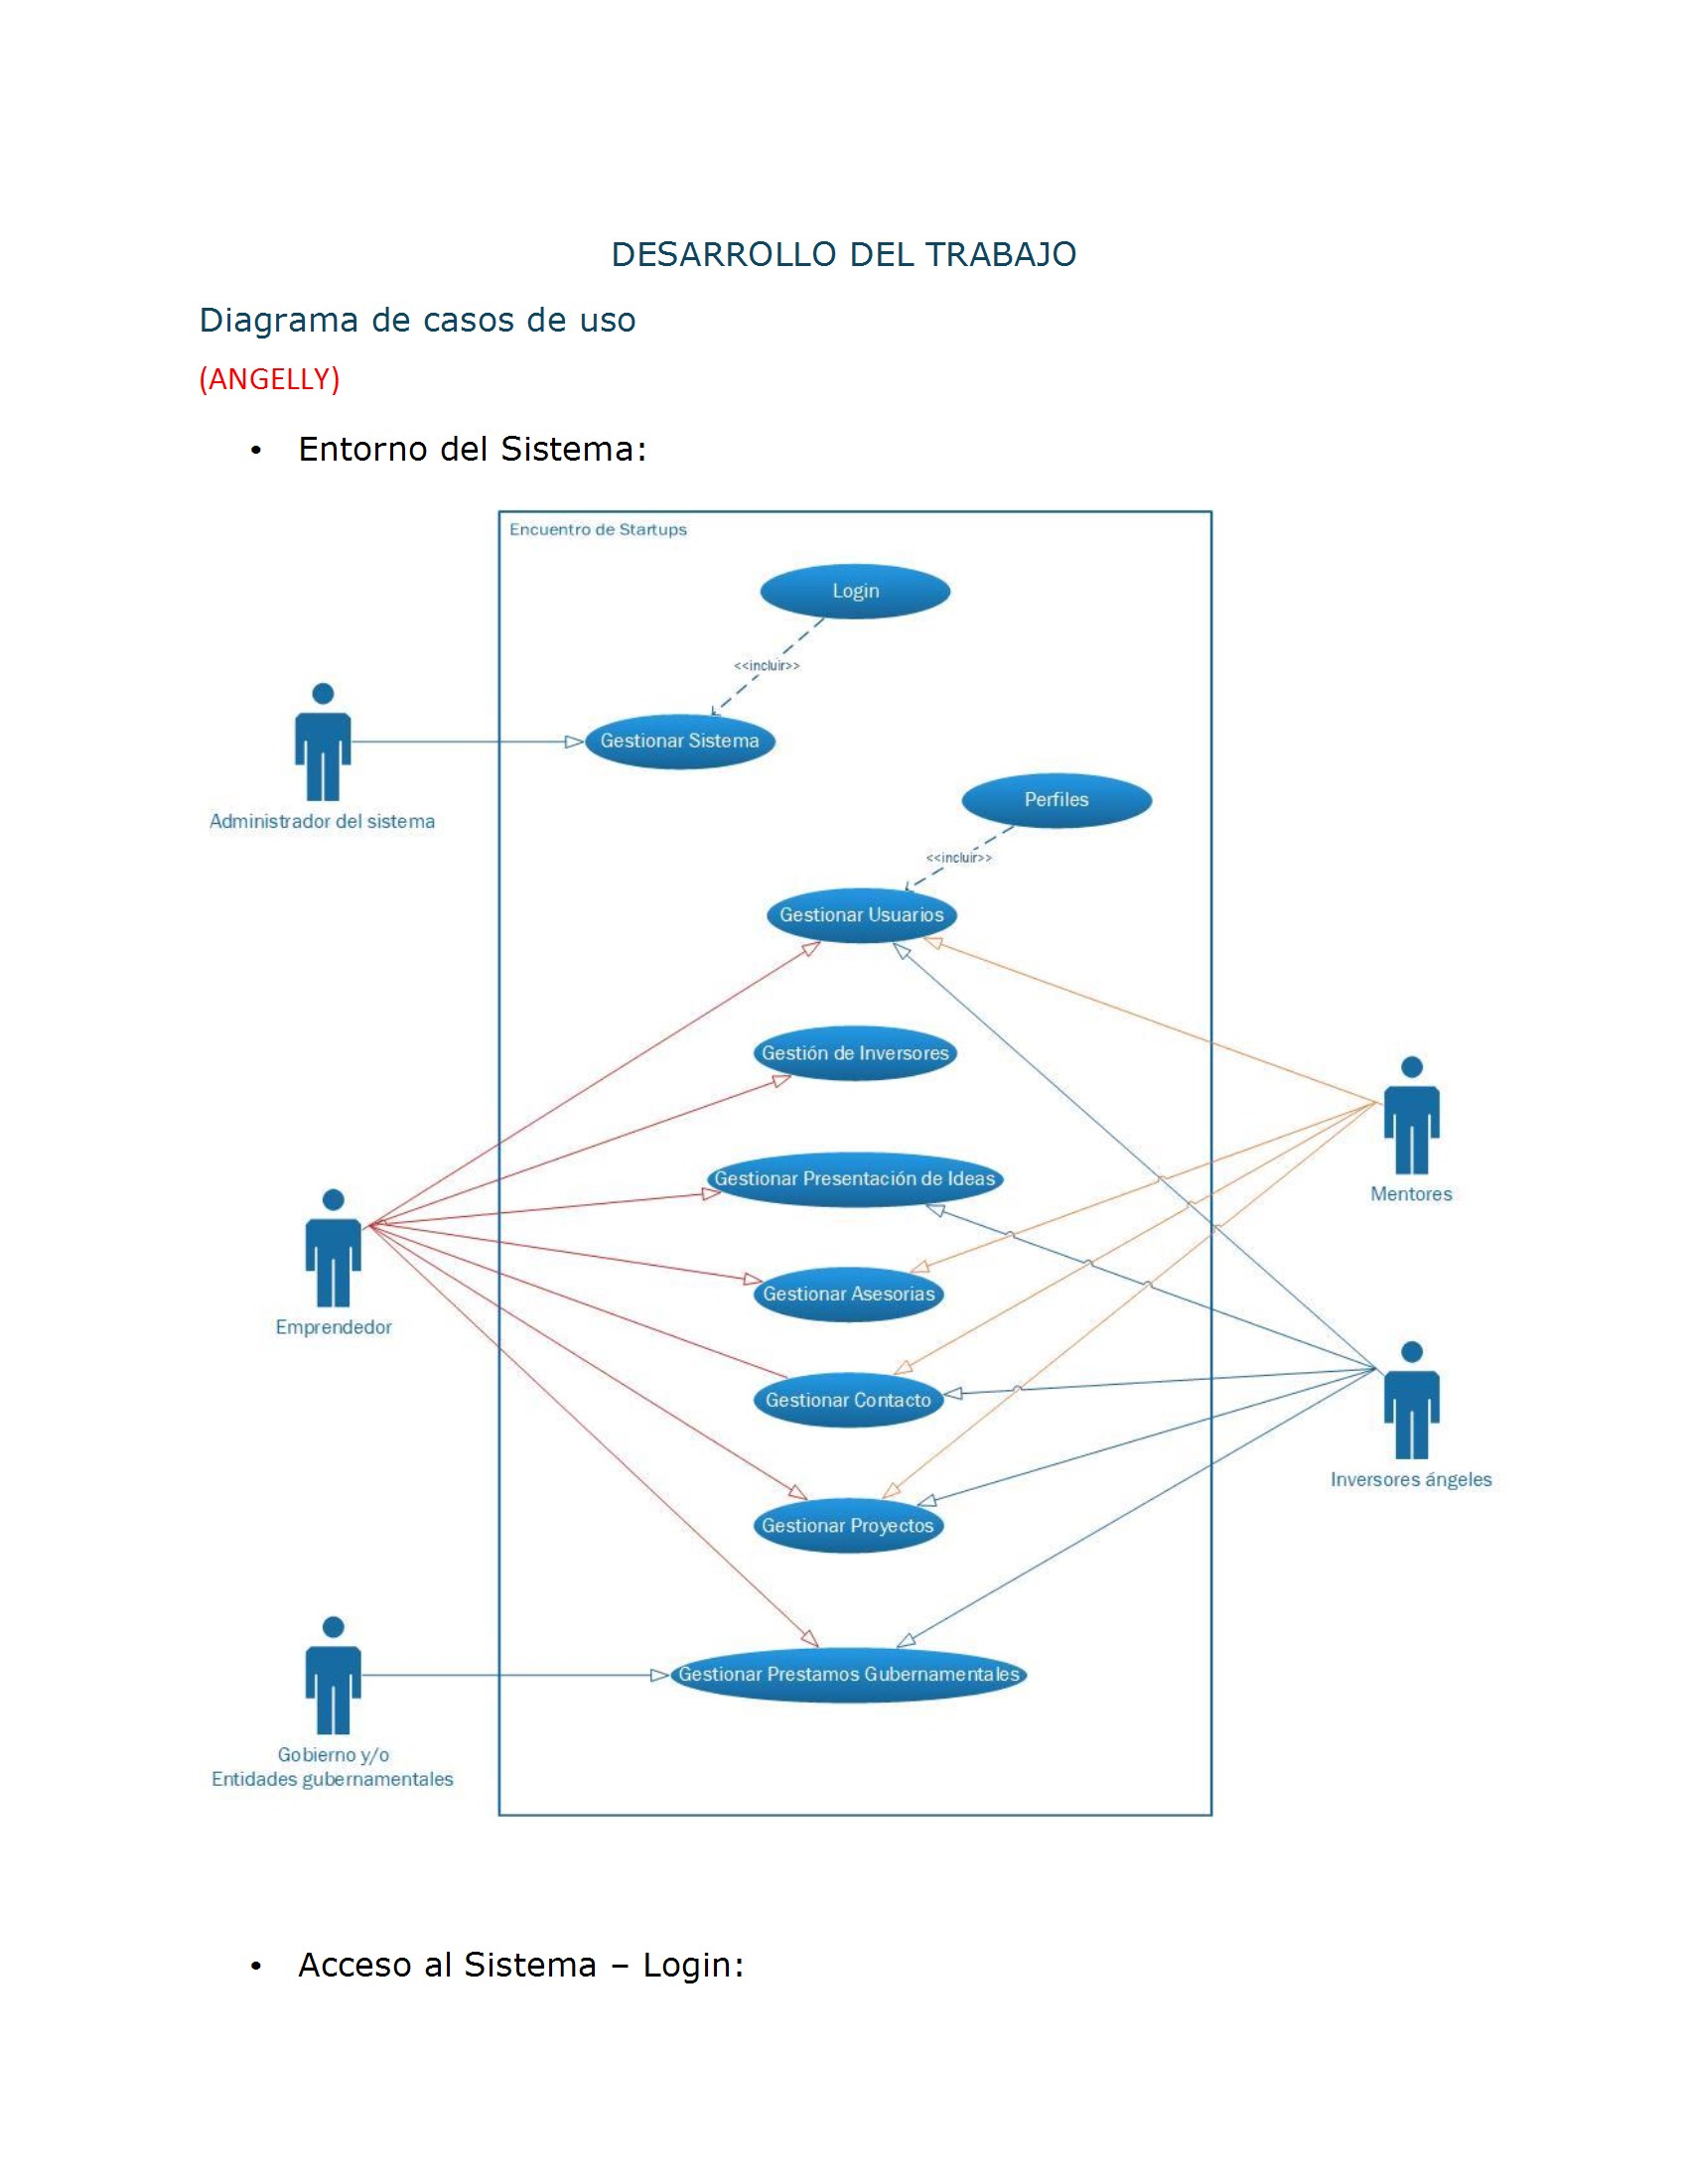 DESARROLLO DEL TRABAJO
Diagrama de casos de uso
(ANGELLY)
• Entorno del Sistema:
Encuentro de Startups
Login
<<incluir>>
Gestionar Sistema
Administrador del sistema
Perfiles
<<incluir>>
Gestionar Usuarios
Gestión de Inversores
Gestionar Presentación de Ideas
Mentores
Gestionar Asesorias
Emprendedor
Gestionar Contacto
Inversores ángeles
Gestionar Proyectos
Gestionar Prestamos Gubernamentales
Gobierno y/o
Entidades gubernamentales
• Acceso al Sistema – Login: